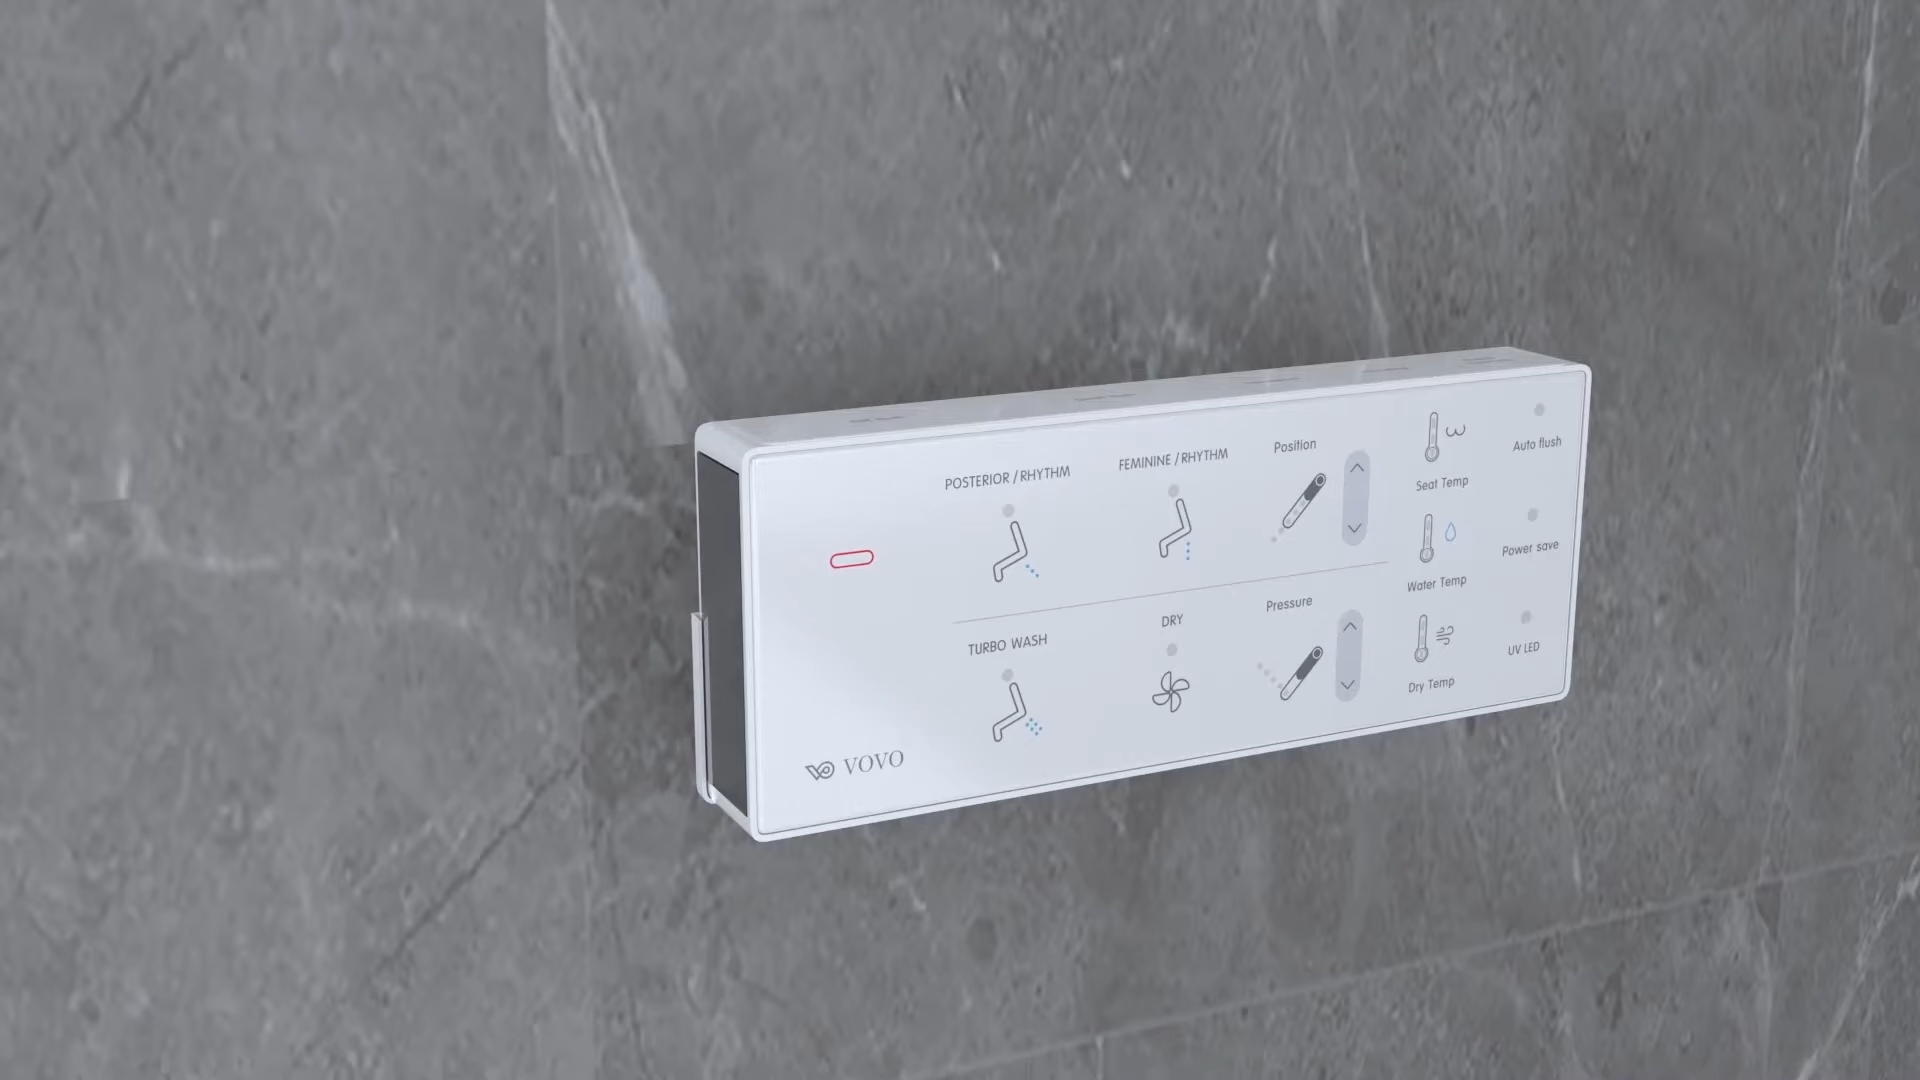 POSTERIOR / RHYTHM
FEMININE / RHYTHM
Position
Seat Temp
Auto flush
Water Temp
Power save
TURBO WASH
DRY
Pressure
Dry Temp
UV LED
VOVO